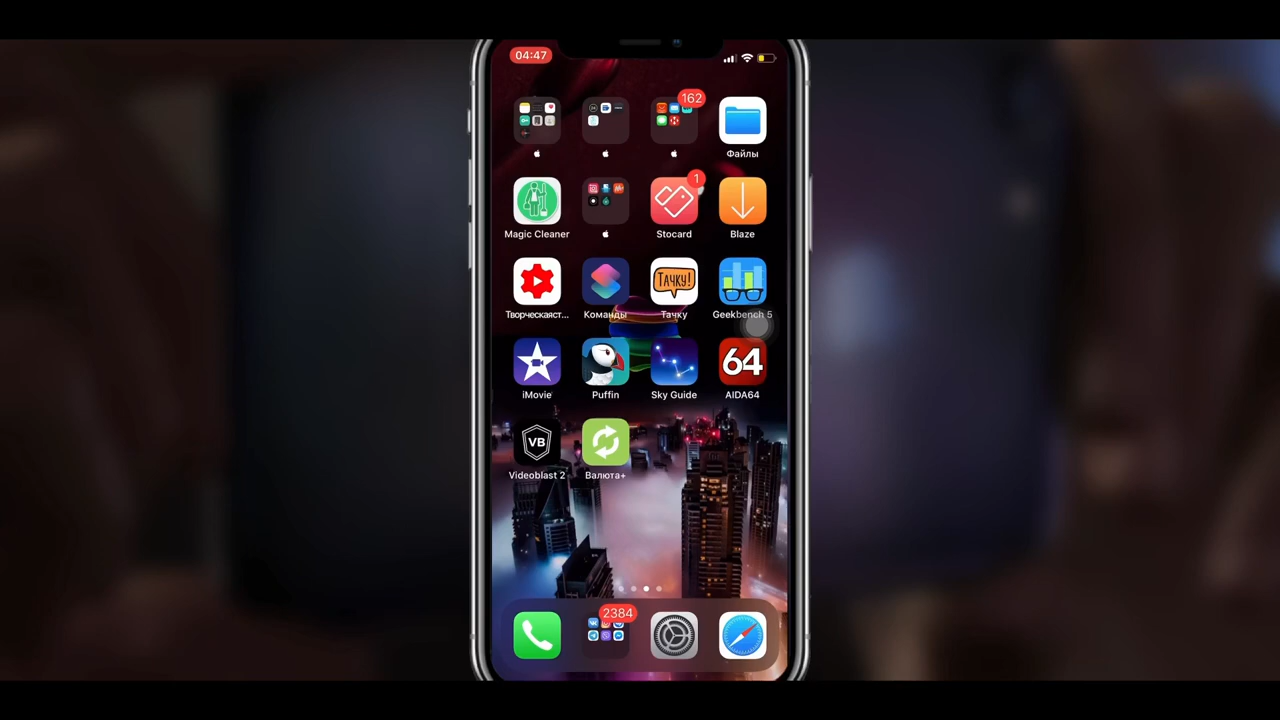 04:47
162
Файлы
1
Magic Cleaner
Stocard
Blaze
ТАЧКУ!
Творческаяст...
Команды
Тачку
Geekbench 5
64
iMovie
Puffin
Sky Guide
AIDA64
VB
Videoblast 2
Валюта+
2384